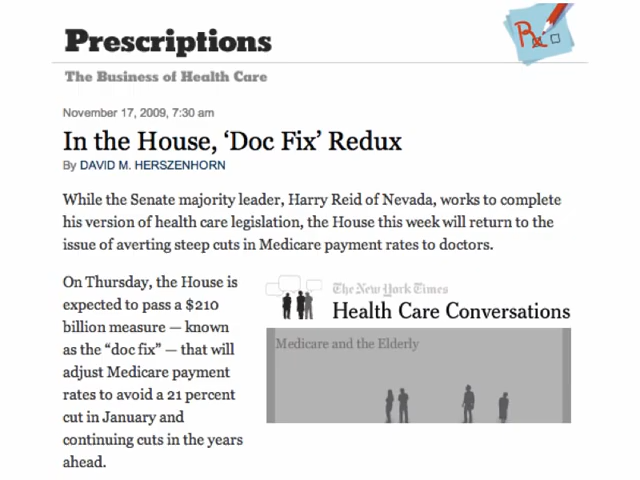 Prescriptions
The Business of Health Care
November 17, 2009, 7:30 am
In the House, ‘Doc Fix’ Redux
By DAVID M. HERSZENHORN
While the Senate majority leader, Harry Reid of Nevada, works to complete
his version of health care legislation, the House this week will return to the
issue of averting steep cuts in Medicare payment rates to doctors.
On Thursday, the House is
expected to pass a $210
billion measure — known
as the “doc fix” — that will
adjust Medicare payment
rates to avoid a 21 percent
cut in January and
continuing cuts in the years
ahead.
The New York Times
Health Care Conversations
Medicare and the Elderly